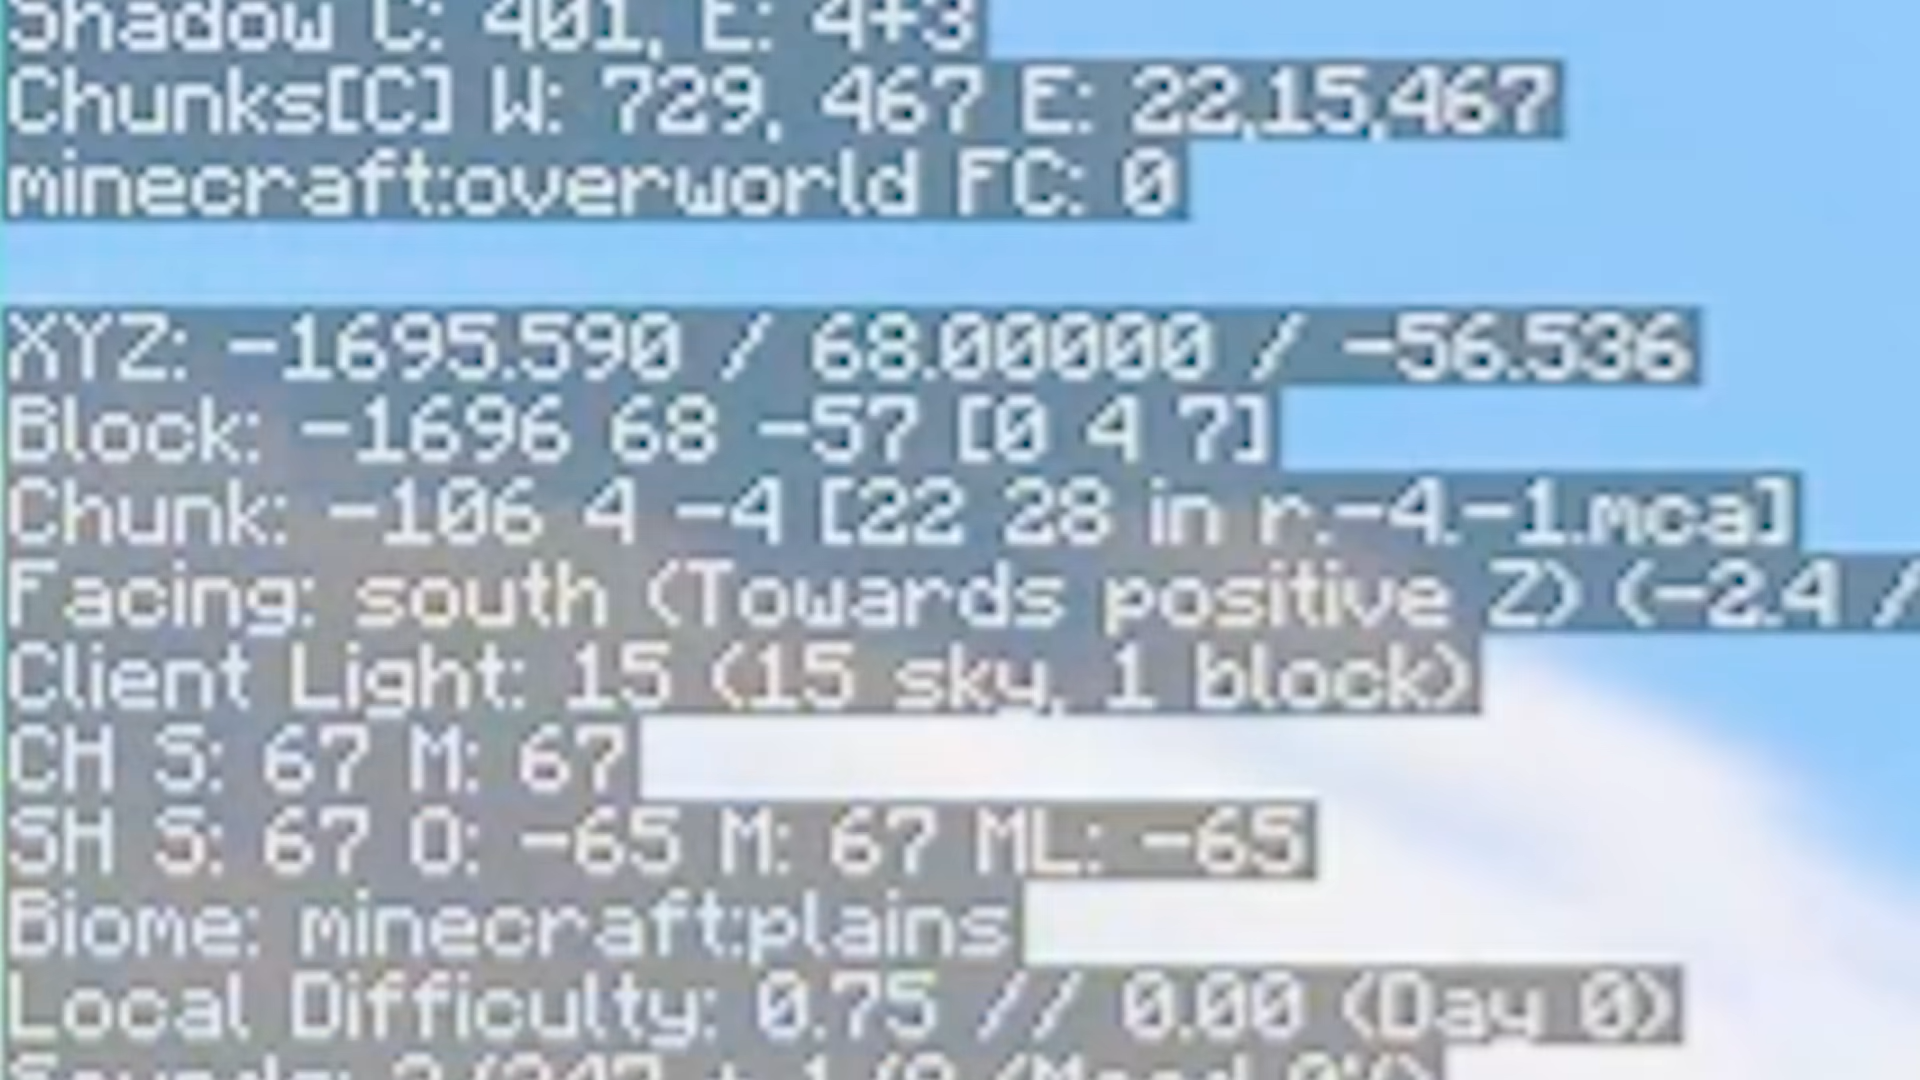 Shadow C: 401, E: 4+3
Chunks[C] W: 729, 467 E: 22,15,467
minecraft:overworld FC: 0
XYZ: -1695.590 / 68.00000 / -56.536
Block: -1696 68 -57 [0 4 7]
Chunk: -106 4 -4 [22 28 in r.-4.-1.mca]
Facing: south (Towards positive Z) (-2.4 /
Client Light: 15 (15 sky, 1 block)
CH S: 67 M: 67
SH S: 67 O: -65 M: 67 ML: -65
Biome: minecraft:plains
Local Difficulty: 0.75 // 0.00 (Day 0)
Sounds: (Mood 0%)